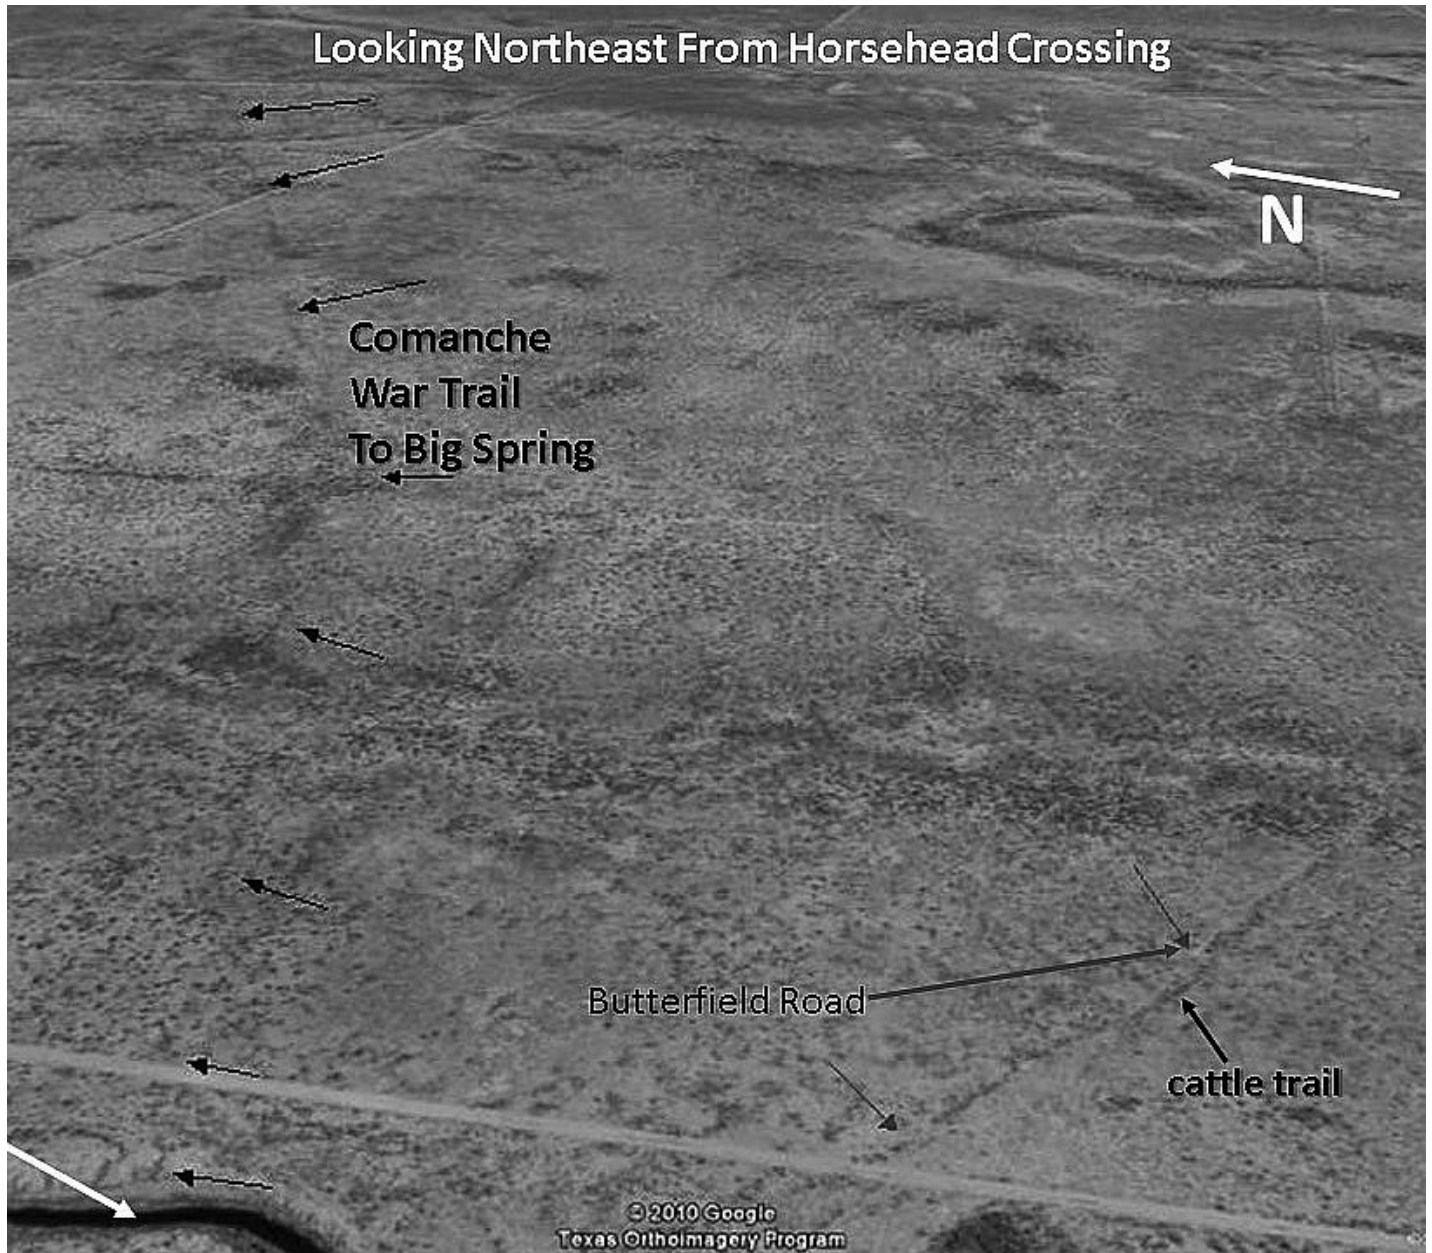 Looking Northeast From Horsehead Crossing
N
Comanche
War Trail
To Big Spring
Butterfield Road
cattle trail
© 2010 Google
Texas Orthoimagery Program